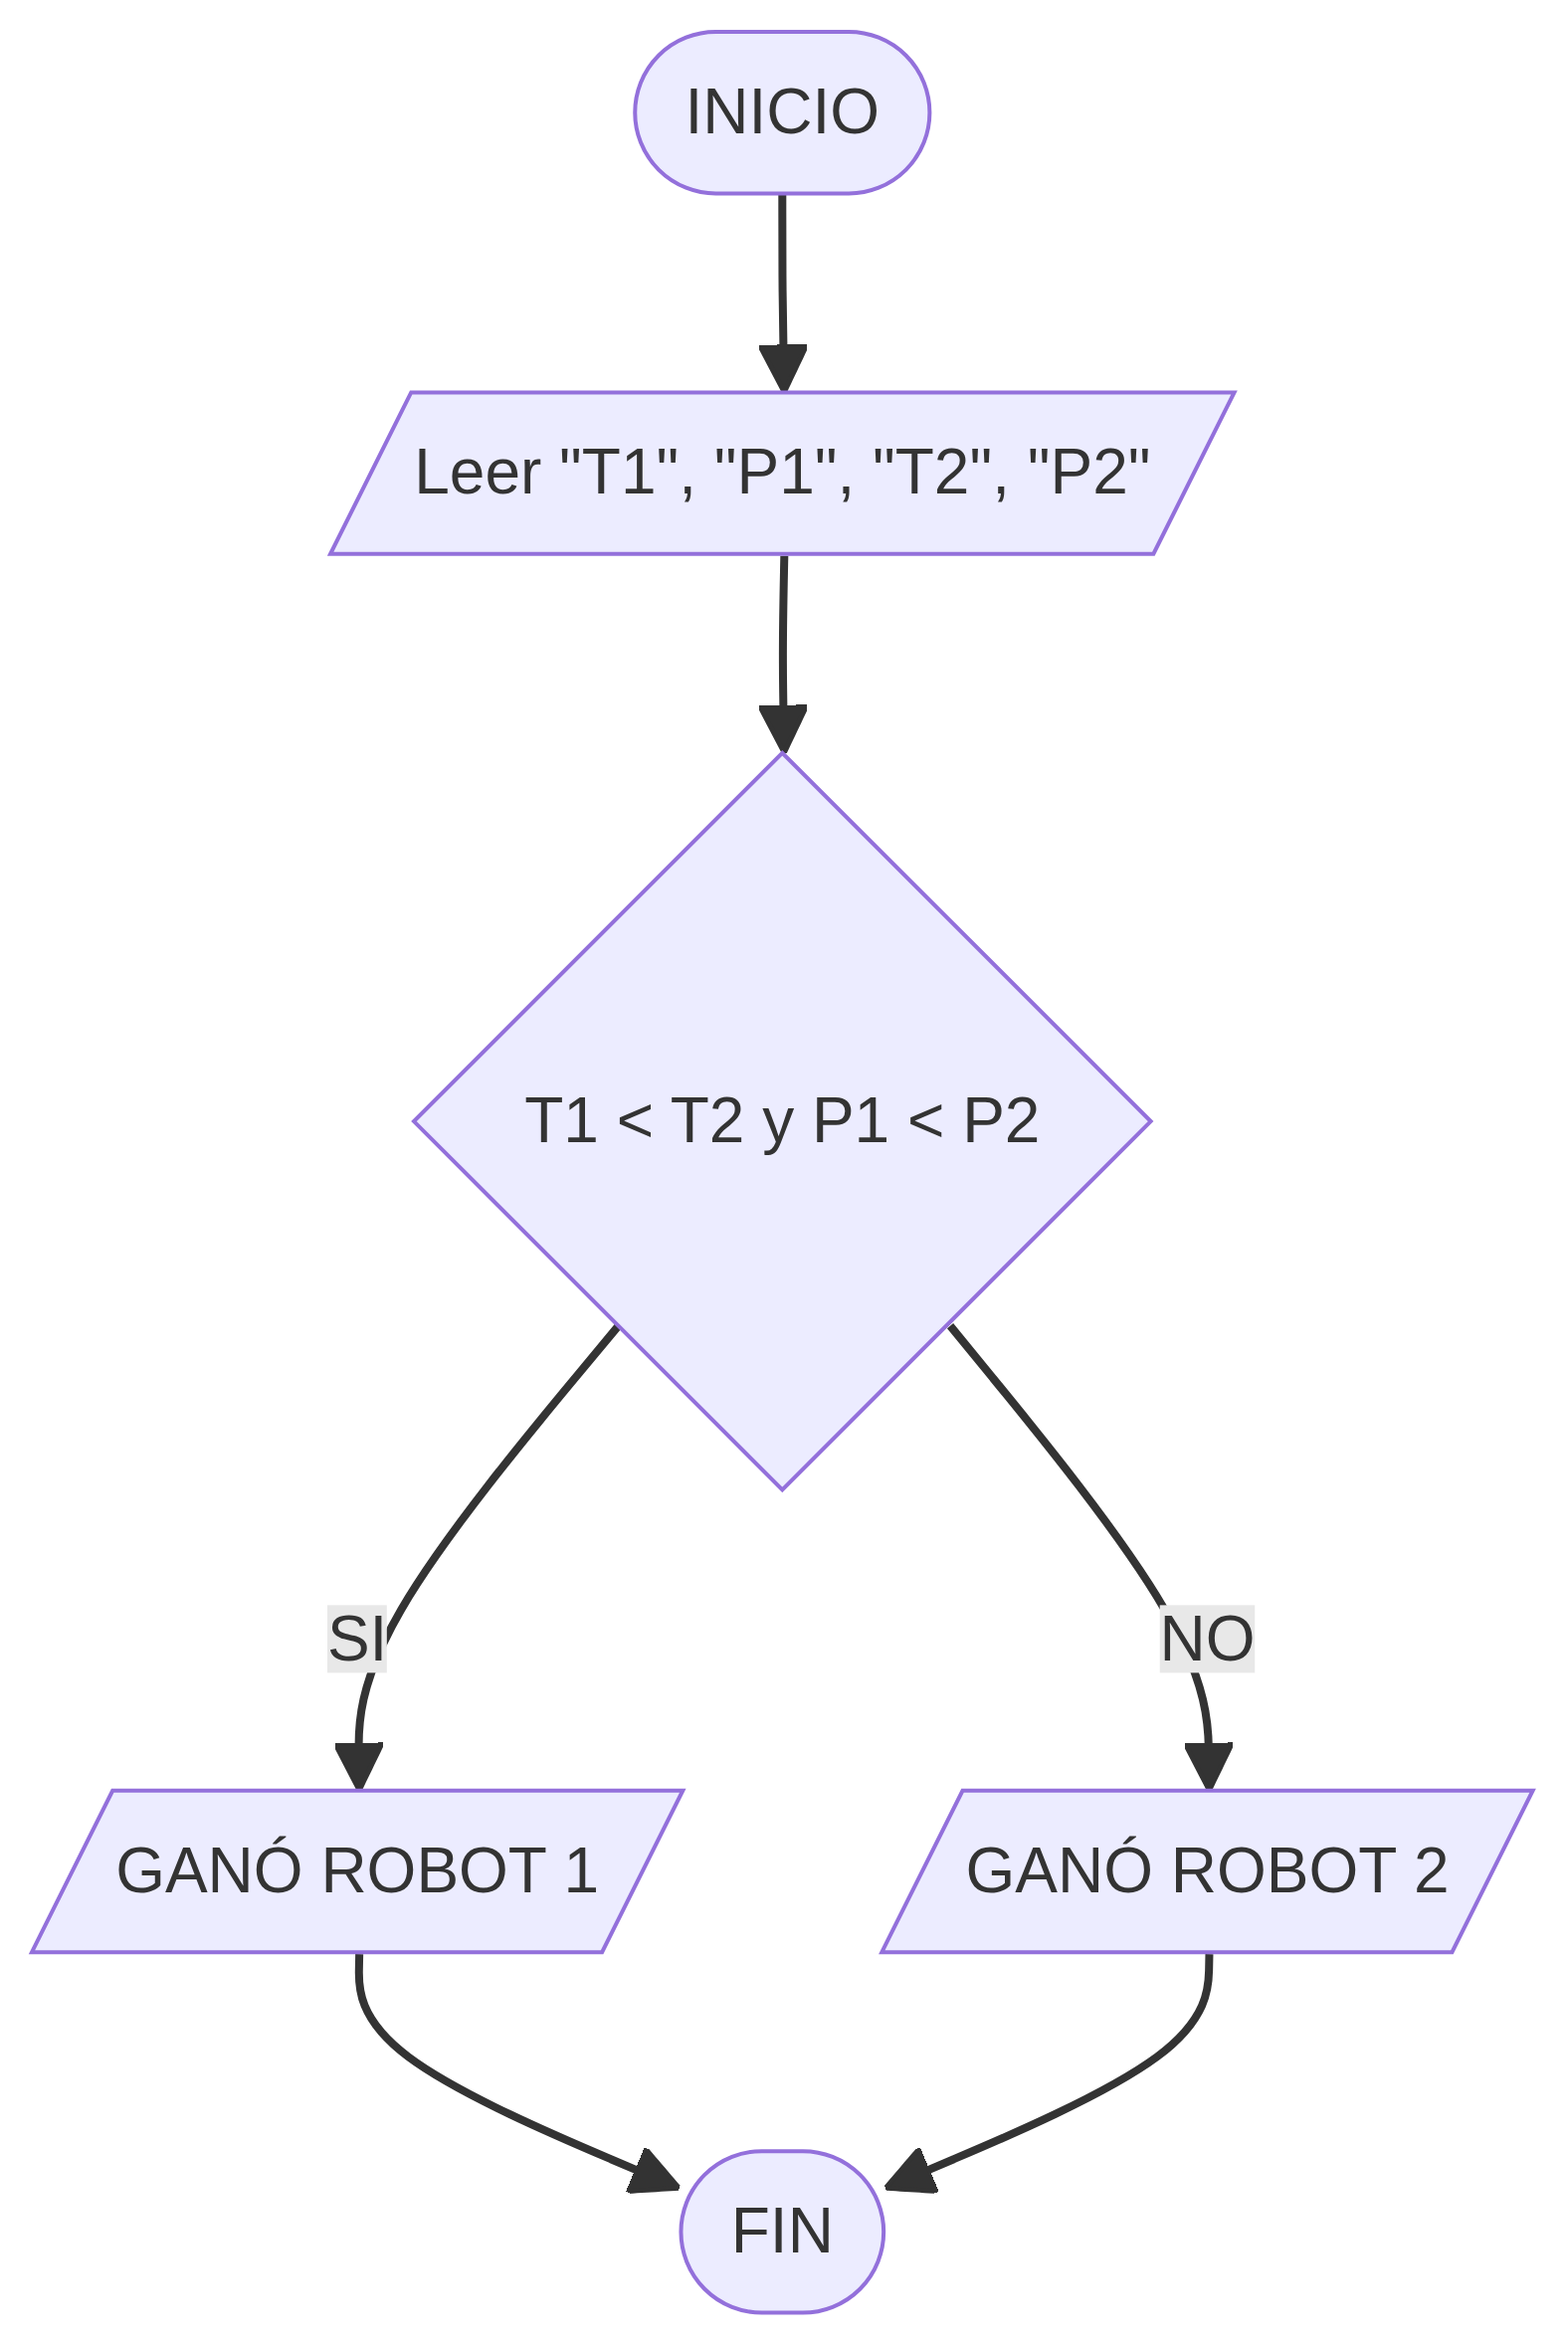 INICIO
Leer "T1", "P1", "T2", "P2"
T1 < T2 y P1 < P2
SI
NO
GANÓ ROBOT 1
GANÓ ROBOT 2
FIN